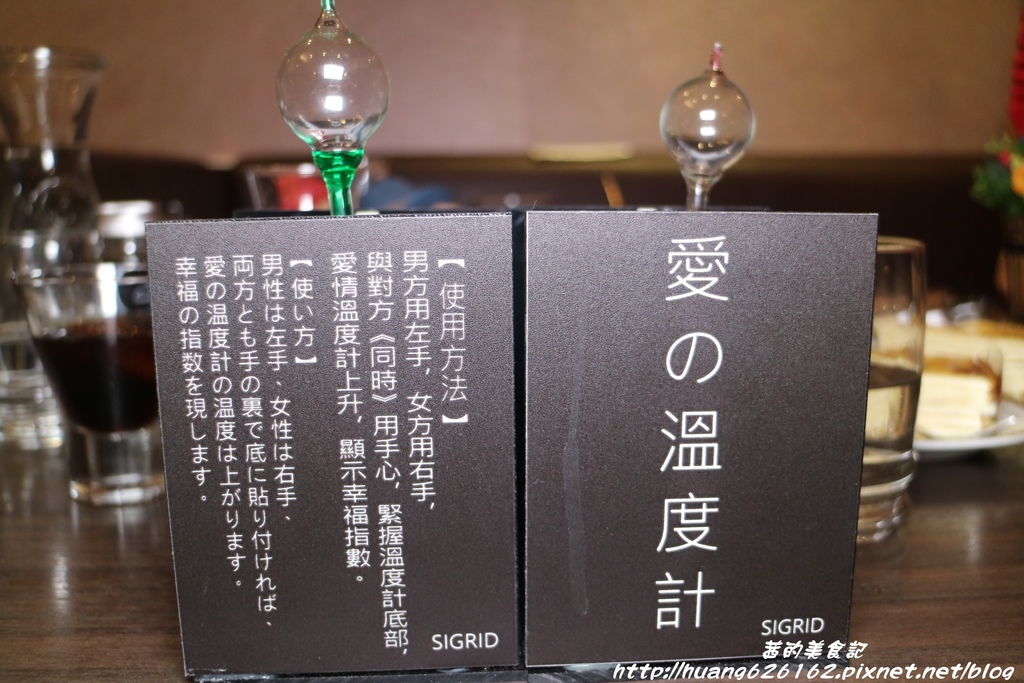 【使用方法】
男方用左手，女方用右手，
與對方《同時》用手心，緊握溫度計底部，
愛情溫度計上升，顯示幸福指數。
【使い方】
男性は左手、女性は右手、
両方とも手の裏で底に貼り付ければ、
愛の温度計の温度は上がります。
幸福の指数を現します。
SIGRID
愛の溫度計
SIGRID
茜的美食記
http://huang626162.pixnet.net/blog